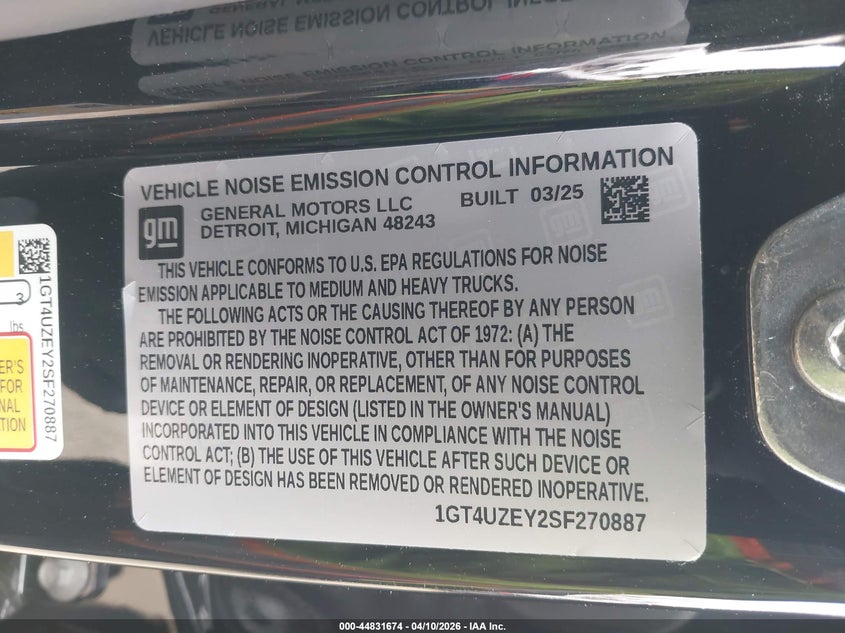 VEHICLE NOISE EMISSION CONTROL INFORMATION
gm
GENERAL MOTORS LLC
BUILT 03/25
DETROIT, MICHIGAN 48243
THIS VEHICLE CONFORMS TO U.S. EPA REGULATIONS FOR NOISE
EMISSION APPLICABLE TO MEDIUM AND HEAVY TRUCKS.
THE FOLLOWING ACTS OR THE CAUSING THEREOF BY ANY PERSON
ARE PROHIBITED BY THE NOISE CONTROL ACT OF 1972: (A) THE
REMOVAL OR RENDERING INOPERATIVE, OTHER THAN FOR PURPOSES
OF MAINTENANCE, REPAIR, OR REPLACEMENT, OF ANY NOISE CONTROL
DEVICE OR ELEMENT OF DESIGN (LISTED IN THE OWNER'S MANUAL)
INCORPORATED INTO THIS VEHICLE IN COMPLIANCE WITH THE NOISE
CONTROL ACT; (B) THE USE OF THIS VEHICLE AFTER SUCH DEVICE OR
ELEMENT OF DESIGN HAS BEEN REMOVED OR RENDERED INOPERATIVE.
1GT4UZEY2SF270887
3
lbs
1GT4UZEY2SF270887
FOR
000-44831674 - 04/10/2026 - IAA Inc.